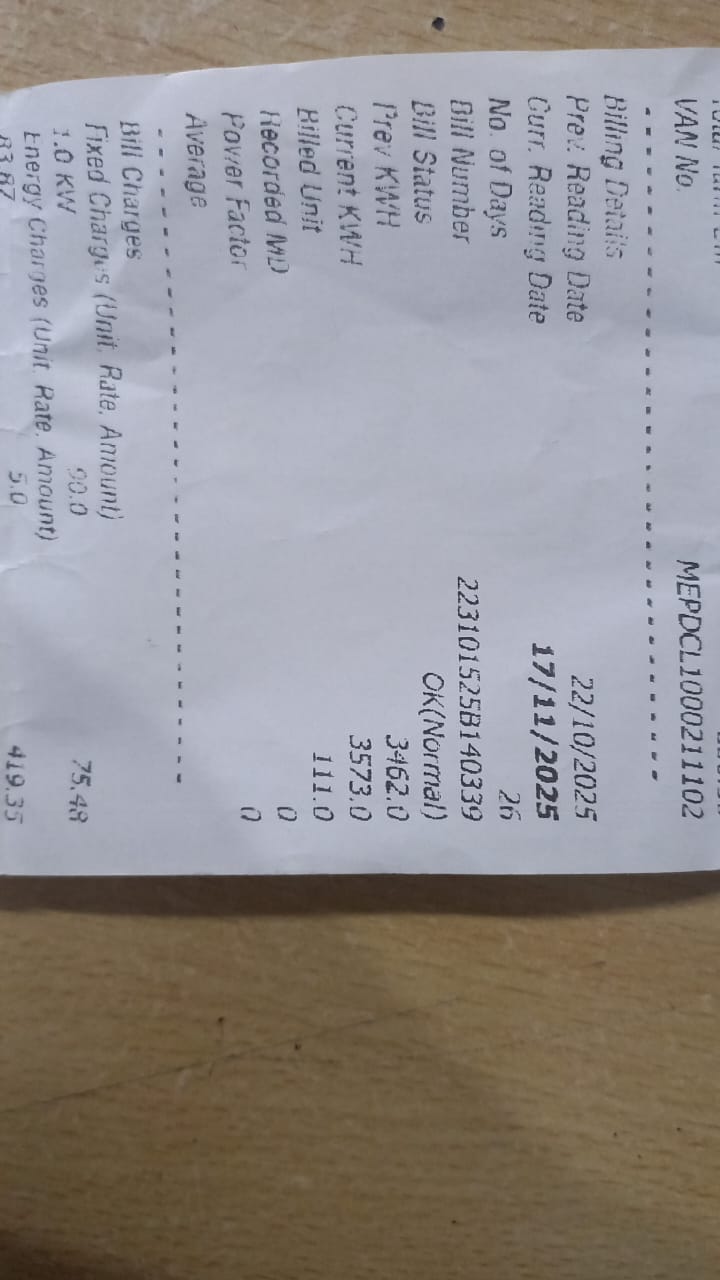 VAN No. MEPDCL1000211102
Billing Details
Prev. Reading Date 22/10/2025
Curr. Reading Date 17/11/2025
No. of Days 26
Bill Number 223101525B140339
Bill Status OK(Normal)
Prev KWH 3462.0
Current KWH 3573.0
Billed Unit 111.0
Recorded MD 0
Power Factor 0
Average
Bill Charges
Fixed Charges (Unit, Rate, Amount)
1.0 KW 90.0 75.48
Energy Charges (Unit, Rate, Amount)
83.87 5.0 419.35